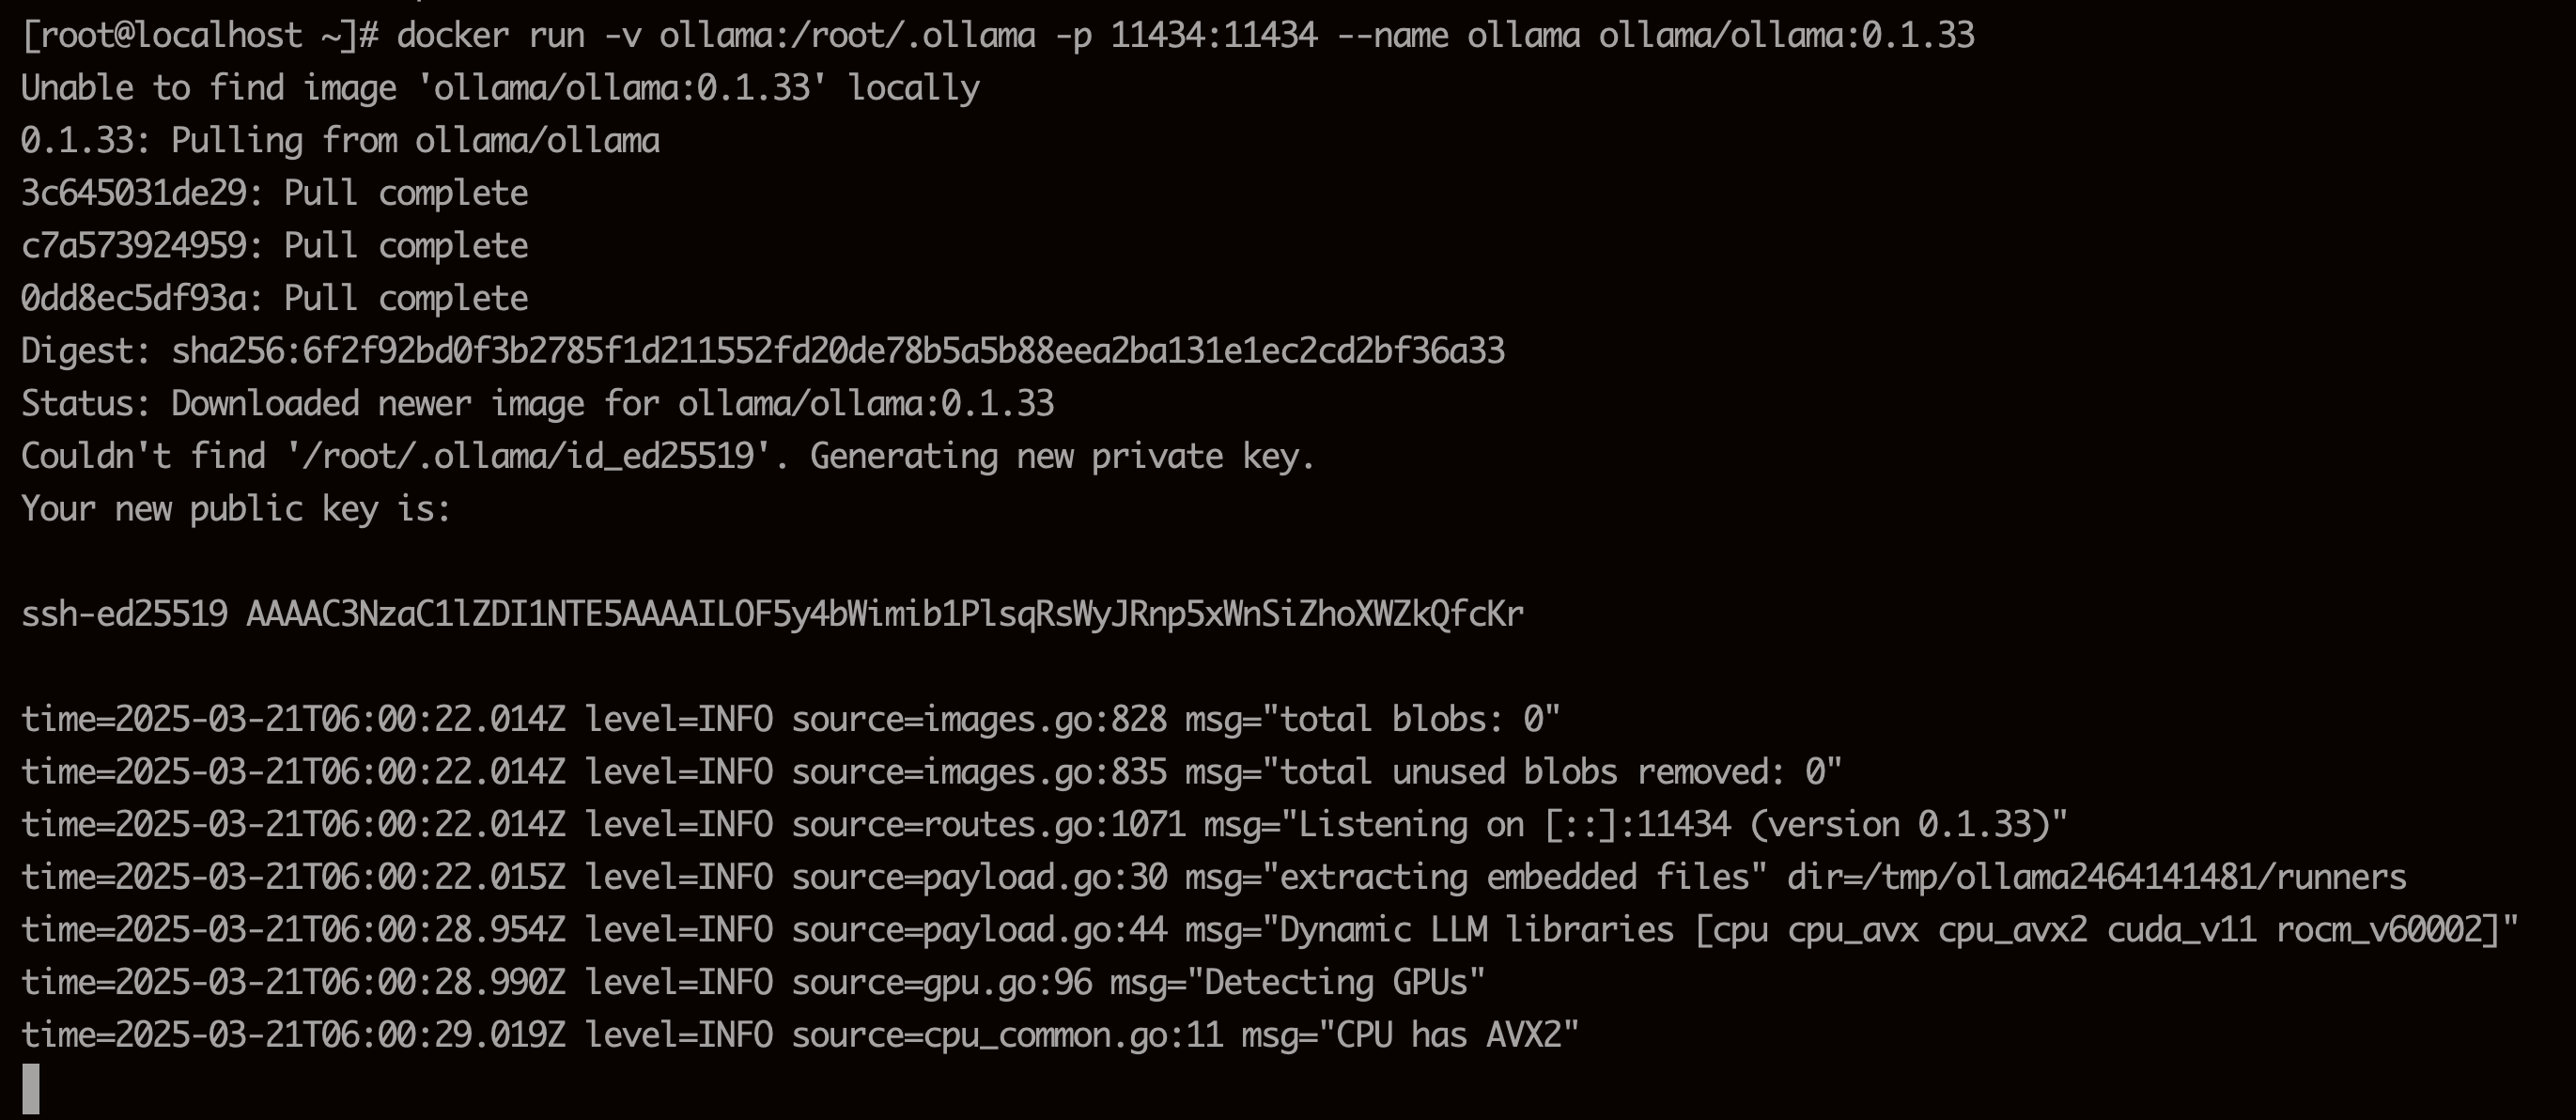 [root@localhost ~]# docker run -v ollama:/root/.ollama -p 11434:11434 --name ollama ollama/ollama:0.1.33
Unable to find image 'ollama/ollama:0.1.33' locally
0.1.33: Pulling from ollama/ollama
3c645031de29: Pull complete
c7a573924959: Pull complete
0dd8ec5df93a: Pull complete
Digest: sha256:6f2f92bd0f3b2785f1d211552fd20de78b5a5b88eea2ba131e1ec2cd2bf36a33
Status: Downloaded newer image for ollama/ollama:0.1.33
Couldn't find '/root/.ollama/id_ed25519'. Generating new private key.
Your new public key is:
ssh-ed25519 AAAAC3NzaC1lZDI1NTE5AAAAILOF5y4bWimib1PlsqRsWyJRnp5xWnSiZhoXWZkQfcKr
time=2025-03-21T06:00:22.014Z level=INFO source=images.go:828 msg="total blobs: 0"
time=2025-03-21T06:00:22.014Z level=INFO source=images.go:835 msg="total unused blobs removed: 0"
time=2025-03-21T06:00:22.014Z level=INFO source=routes.go:1071 msg="Listening on [::]:11434 (version 0.1.33)"
time=2025-03-21T06:00:22.015Z level=INFO source=payload.go:30 msg="extracting embedded files" dir=/tmp/ollama2464141481/runners
time=2025-03-21T06:00:28.954Z level=INFO source=payload.go:44 msg="Dynamic LLM libraries [cpu cpu_avx cpu_avx2 cuda_v11 rocm_v60002]"
time=2025-03-21T06:00:28.990Z level=INFO source=gpu.go:96 msg="Detecting GPUs"
time=2025-03-21T06:00:29.019Z level=INFO source=cpu_common.go:11 msg="CPU has AVX2"